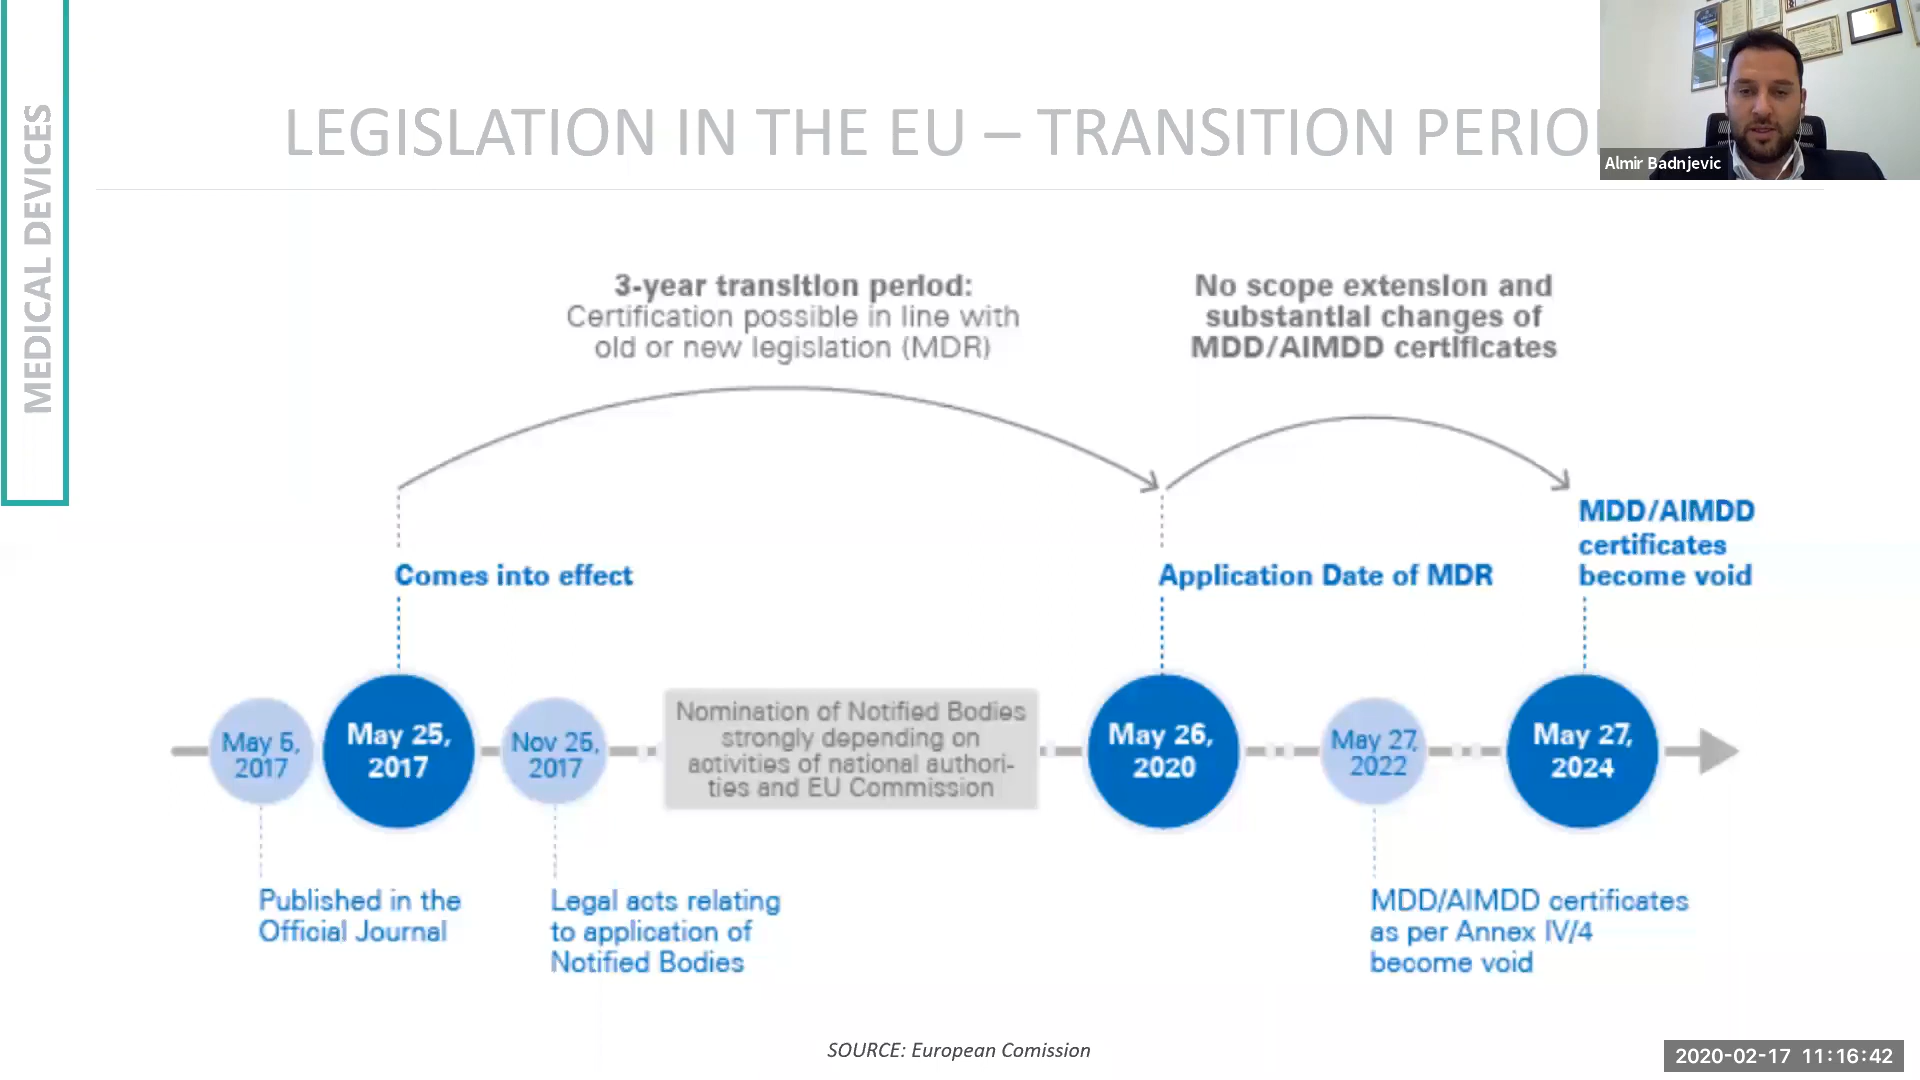 MEDICAL DEVICES
LEGISLATION IN THE EU – TRANSITION PERIO
Almir Badnjevic
3-year transition period:
Certification possible in line with
old or new legislation (MDR)
No scope extension and
substantial changes of
MDD/AIMDD certificates
Comes into effect
Application Date of MDR
MDD/AIMDD
certificates
become void
May 5,
2017
May 25,
2017
Nov 25,
2017
Nomination of Notified Bodies
strongly depending on
activities of national authori-
ties and EU Commission
May 26,
2020
May 27,
2022
May 27,
2024
Published in the
Official Journal
Legal acts relating
to application of
Notified Bodies
MDD/AIMDD certificates
as per Annex IV/4
become void
SOURCE: European Comission
2020-02-17 11:16:42